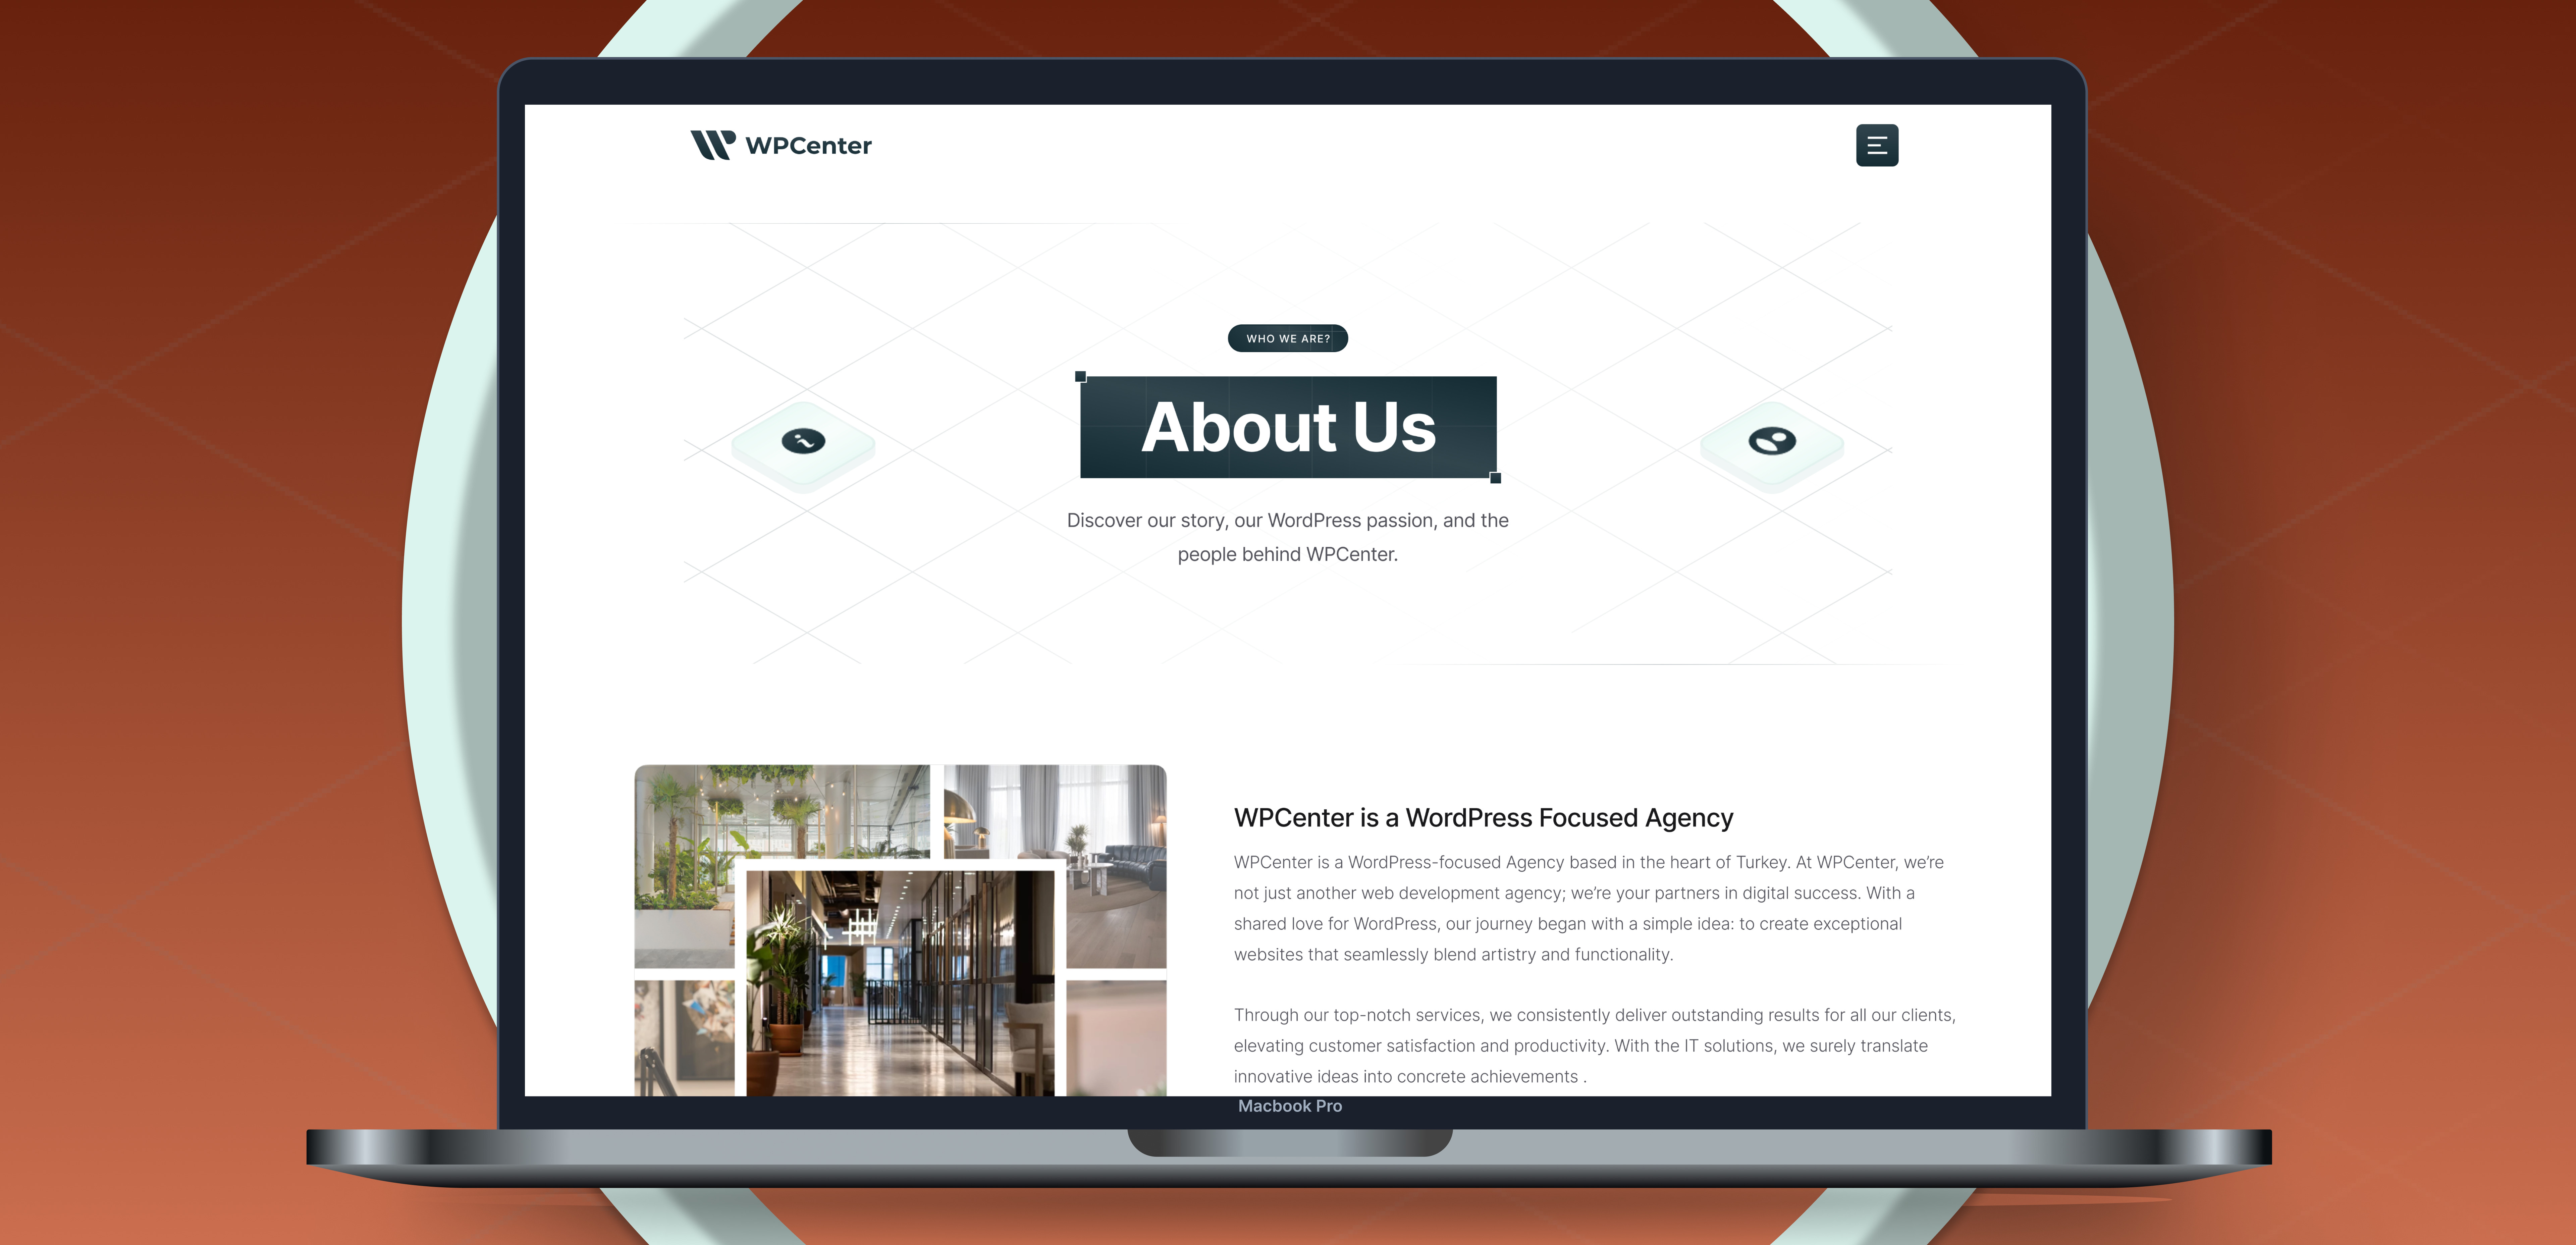 WPCenter
WHO WE ARE?
About Us
Discover our story, our WordPress passion, and the
people behind WPCenter.
WPCenter is a WordPress Focused Agency
WPCenter is a WordPress-focused Agency based in the heart of Turkey. At WPCenter, we’re
not just another web development agency; we’re your partners in digital success. With a
shared love for WordPress, our journey began with a simple idea: to create exceptional
websites that seamlessly blend artistry and functionality.
Through our top-notch services, we consistently deliver outstanding results for all our clients,
elevating customer satisfaction and productivity. With the IT solutions, we surely translate
innovative ideas into concrete achievements .
Macbook Pro